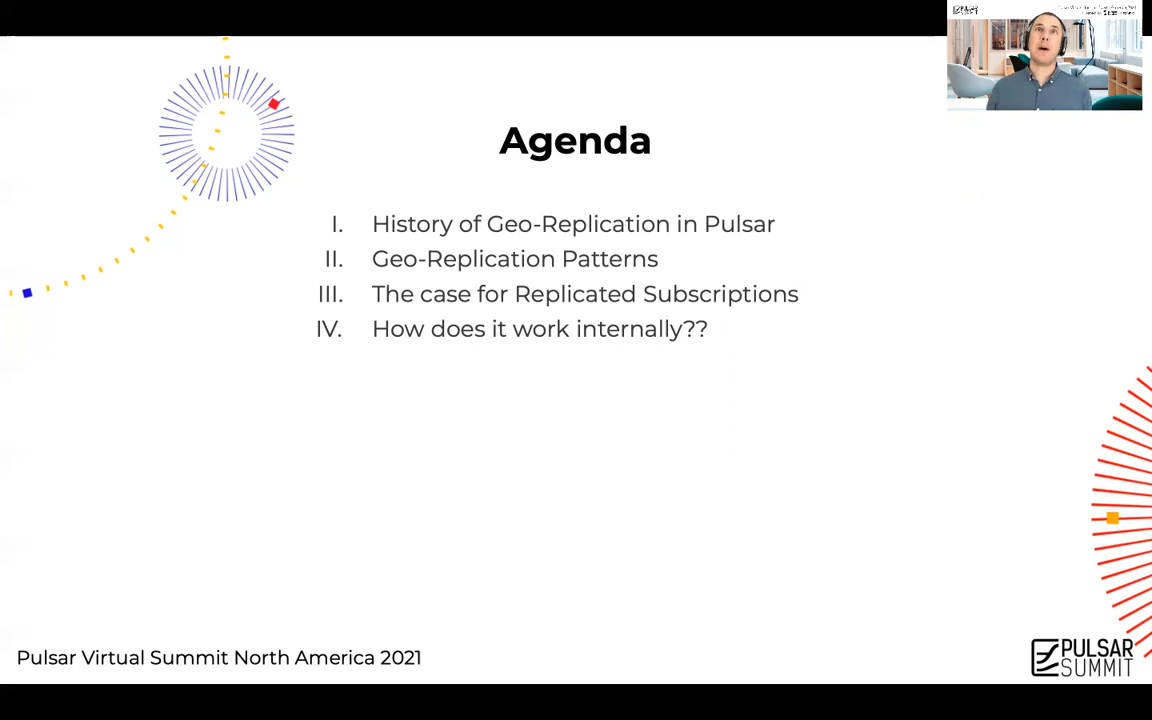 Agenda
I. History of Geo-Replication in Pulsar
II. Geo-Replication Patterns
III. The case for Replicated Subscriptions
IV. How does it work internally??
Pulsar Virtual Summit North America 2021
PULSAR
SUMMIT